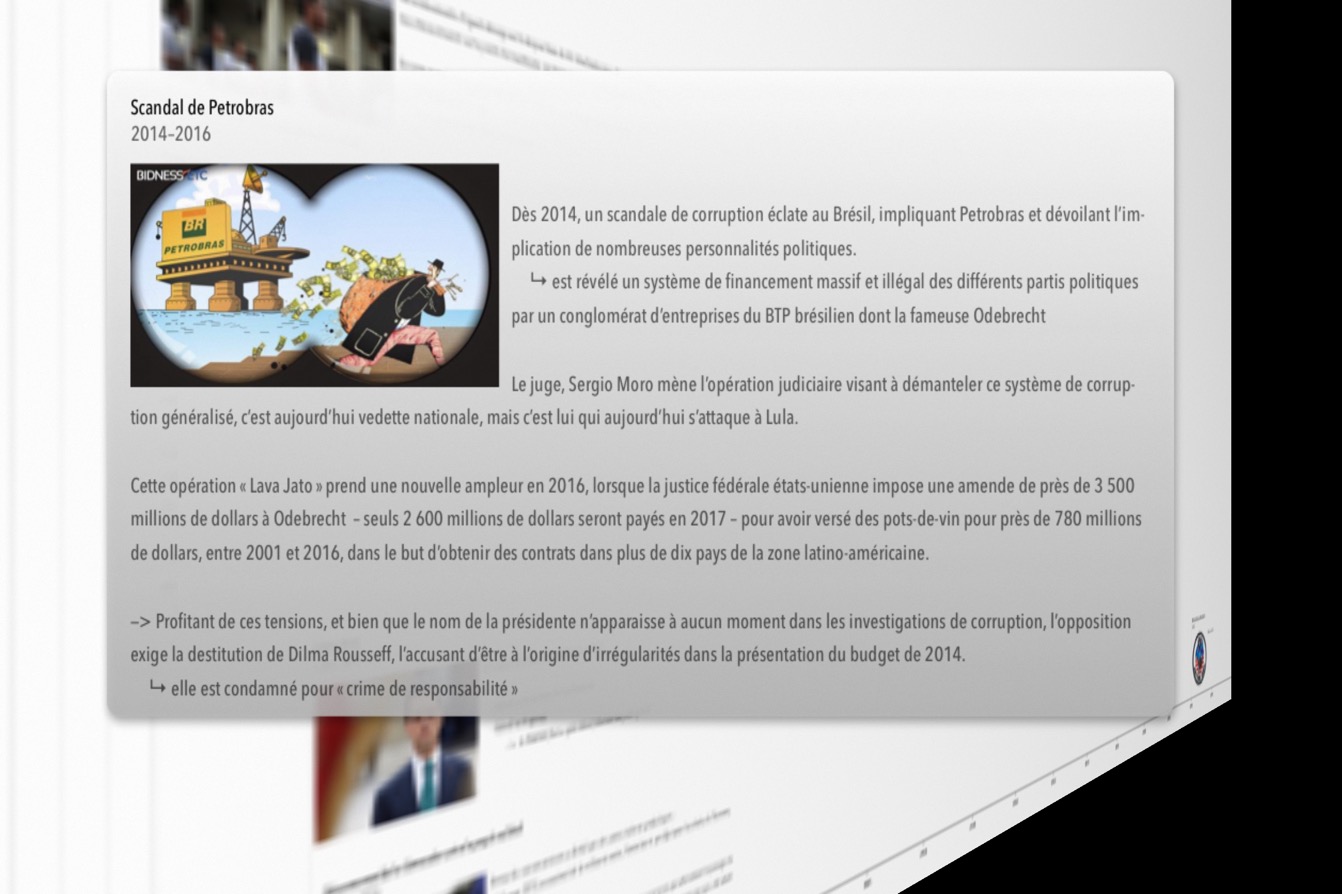 Scandal de Petrobras
2014–2016
BIDNESS ETC
BR
PETROBRAS
Dès 2014, un scandale de corruption éclate au Brésil, impliquant Petrobras et dévoilant l'im-
plication de nombreuses personnalités politiques.
↳ est révélé un système de financement massif et illégal des différents partis politiques
par un conglomérat d'entreprises du BTP brésilien dont la fameuse Odebrecht
Le juge, Sergio Moro mène l'opération judiciaire visant à démanteler ce système de corrup-
tion généralisé, c'est aujourd'hui vedette nationale, mais c'est lui qui aujourd'hui s'attaque à Lula.
Cette opération « Lava Jato » prend une nouvelle ampleur en 2016, lorsque la justice fédérale états-unienne impose une amende de près de 3 500
millions de dollars à Odebrecht – seuls 2 600 millions de dollars seront payés en 2017 – pour avoir versé des pots-de-vin pour près de 780 millions
de dollars, entre 2001 et 2016, dans le but d'obtenir des contrats dans plus de dix pays de la zone latino-américaine.
—> Profitant de ces tensions, et bien que le nom de la présidente n'apparaisse à aucun moment dans les investigations de corruption, l'opposition
exige la destitution de Dilma Rousseff, l'accusant d'être à l'origine d'irrégularités dans la présentation du budget de 2014.
↳ elle est condamné pour « crime de responsabilité »